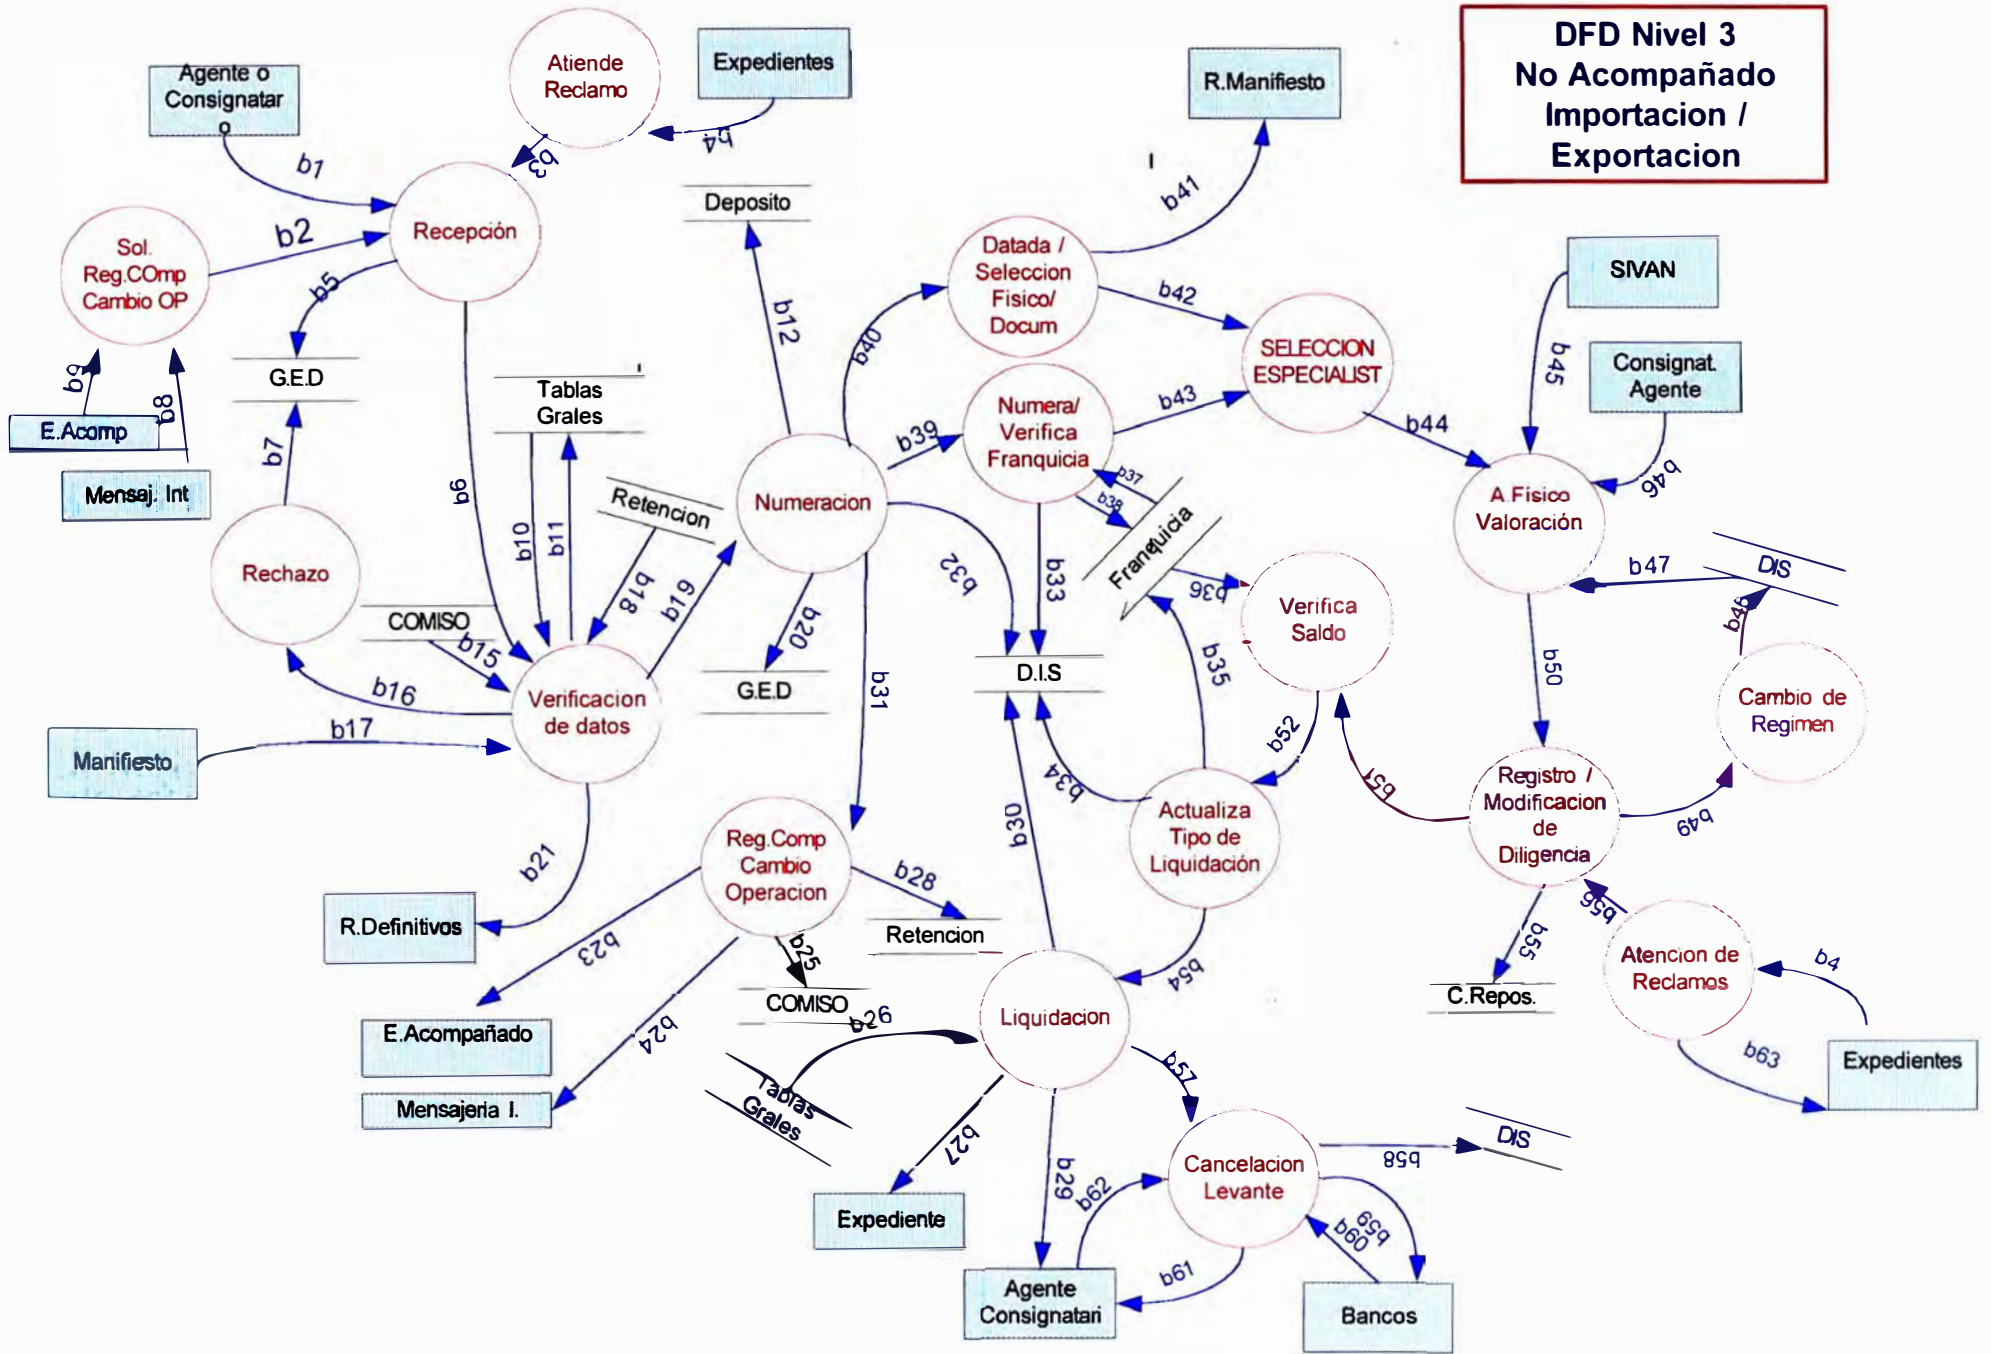 DFD Nivel 3
No Acompañado
Importacion /
Exportacion
Agente o
Consignatar
o
Atiende
Reclamo
Expedientes
R.Manifiesto
b1
b3
b4
b41
Deposito
Recepción
b2
Sol.
Reg.COmp
Cambio OP
Datada /
Seleccion
Fisico/
Docum
SIVAN
b5
b12
b40
b42
SELECCION
ESPECIALIST
b45
Consignat.
Agente
G.E.D
b9
b8
Tablas
Grales
E.Acomp
b7
Mensaj. Int
b6
Numera/
Verifica
Franquicia
b39
b43
b44
b46
b37
b38
Retencion
Numeracion
A.Fisico
Valoración
b10
b11
Franquicia
Rechazo
b18
b19
b32
b33
b36
b47
DIS
COMISO
b15
b20
Verifica
Saldo
b46
b16
Verificacion
de datos
G.E.D
b31
D.I.S
b35
b50
Cambio de
Regimen
b17
Manifiesto
b52
b34
b51
Registro /
Modificacion
de
Diligencia
b49
b30
Actualiza
Tipo de
Liquidación
Reg.Comp
Cambio
Operacion
b21
b28
R.Definitivos
b23
b25
Retencion
b54
b55
b56
Atencion de
Reclamos
b4
COMISO
b26
C.Repos.
Liquidacion
E.Acompañado
b24
b63
Expedientes
Mensajeria I.
Tablas
Grales
b57
b27
b29
b62
Cancelacion
Levante
b58
DIS
Expediente
b60
b59
b61
Agente
Consignatari
Bancos